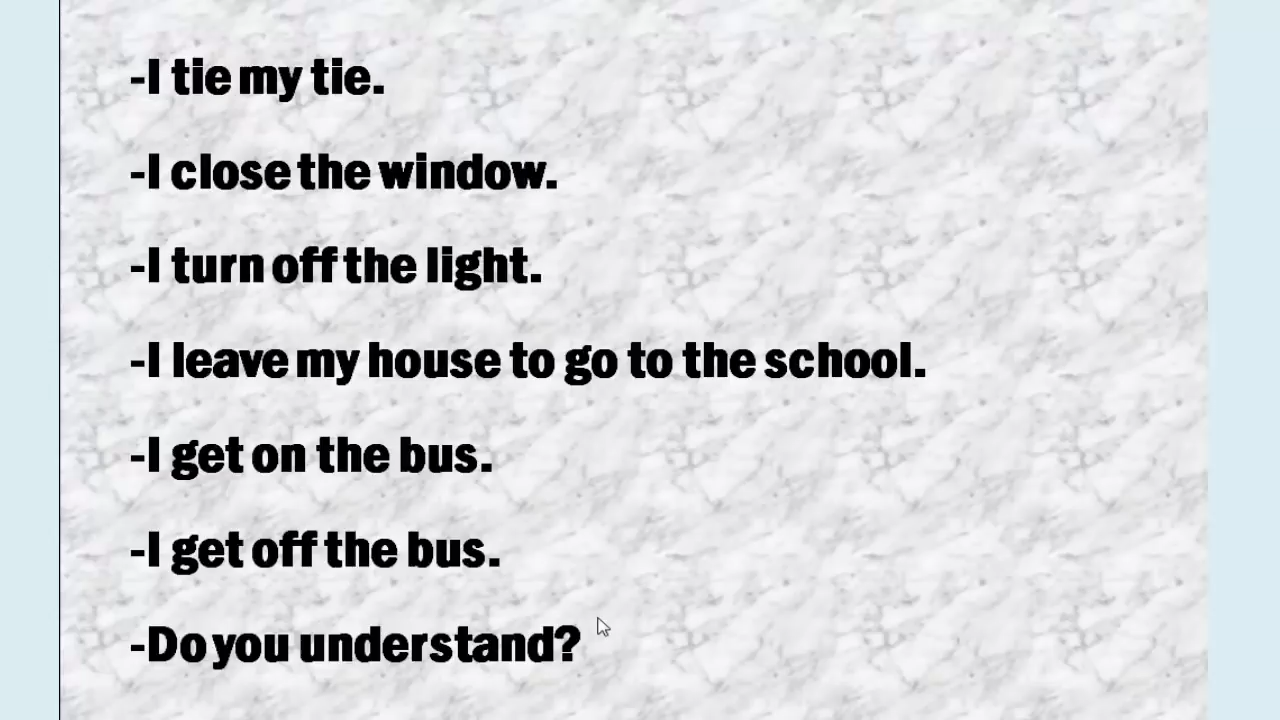 -I tie my tie.
-I close the window.
-I turn off the light.
-I leave my house to go to the school.
-I get on the bus.
-I get off the bus.
-Do you understand?